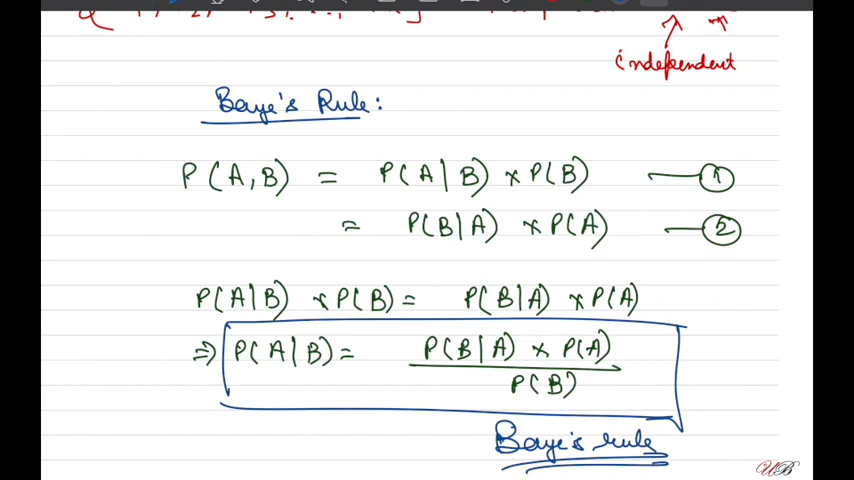 independent
Baye's Rule:
P(A,B) = P(A|B) × P(B) ①
= P(B|A) × P(A) ②
P(A|B) × P(B) = P(B|A) × P(A)
⇒ P(A|B) = P(B|A) × P(A)
P(B)
Baye's rule
UB